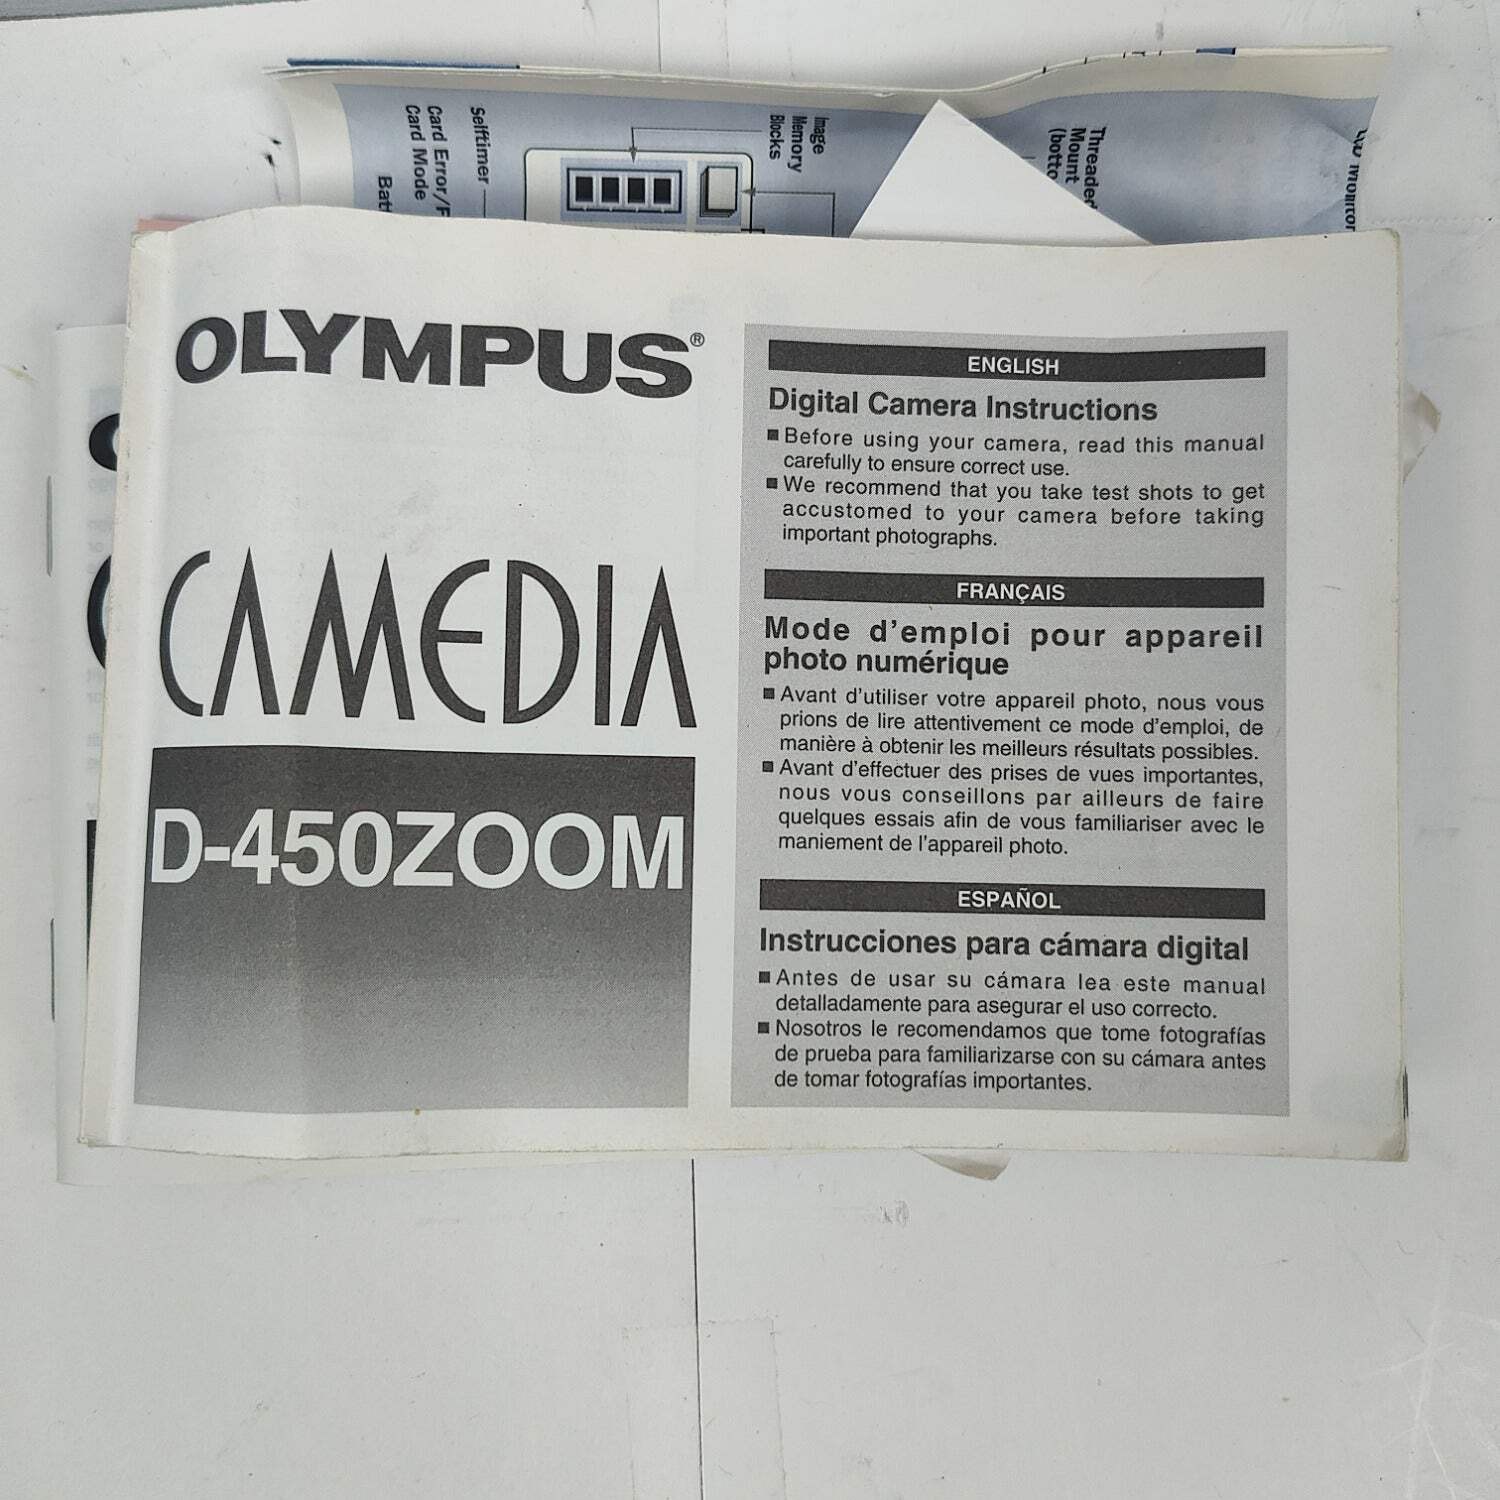 Image
Memory
Blocks
Selftimer
Card Mode
Threaded
Mount
OLYMPUS®
CAMEDIA
D-450ZOOM
ENGLISH
Digital Camera Instructions
■ Before using your camera, read this manual
carefully to ensure correct use.
■ We recommend that you take test shots to get
accustomed to your camera before taking
important photographs.
FRANÇAIS
Mode d'emploi pour appareil
photo numérique
■ Avant d'utiliser votre appareil photo, nous vous
prions de lire attentivement ce mode d'emploi, de
manière à obtenir les meilleurs résultats possibles.
■ Avant d'effectuer des prises de vues importantes,
nous vous conseillons par ailleurs de faire
quelques essais afin de vous familiariser avec le
maniement de l'appareil photo.
ESPAÑOL
Instrucciones para cámara digital
■ Antes de usar su cámara lea este manual
detalladamente para asegurar el uso correcto.
■ Nosotros le recomendamos que tome fotografías
de prueba para familiarizarse con su cámara antes
de tomar fotografías importantes.